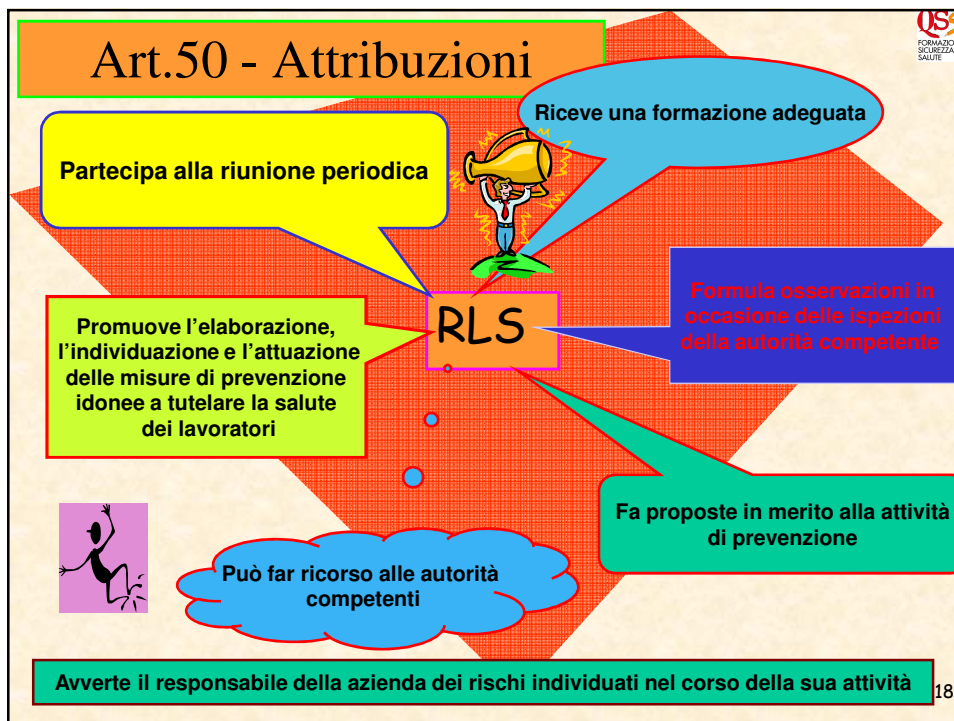 Art.50 - Attribuzioni
QSS
FORMAZIO
SICUREZZA
SALUTE
Riceve una formazione adeguata
Partecipa alla riunione periodica
Formula osservazioni in
occasione delle ispezioni
della autorità competente
RLS
Promuove l'elaborazione,
l'individuazione e l'attuazione
delle misure di prevenzione
idonee a tutelare la salute
dei lavoratori
Fa proposte in merito alla attività
di prevenzione
Può far ricorso alle autorità
competenti
Avverte il responsabile della azienda dei rischi individuati nel corso della sua attività
18